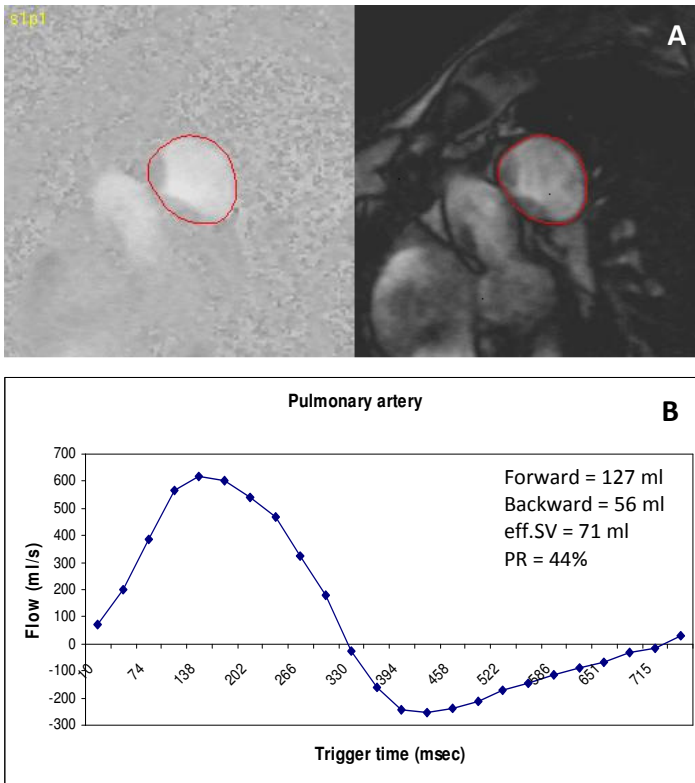 s1p1
A
Pulmonary artery
B
700
600
500
400
300
200
100
0
-100
-200
-300
Flow (ml/s)
Forward = 127 ml
Backward = 56 ml
eff.SV = 71 ml
PR = 44%
10 74 138 202 266 330 394 458 522 586 651 715
Trigger time (msec)